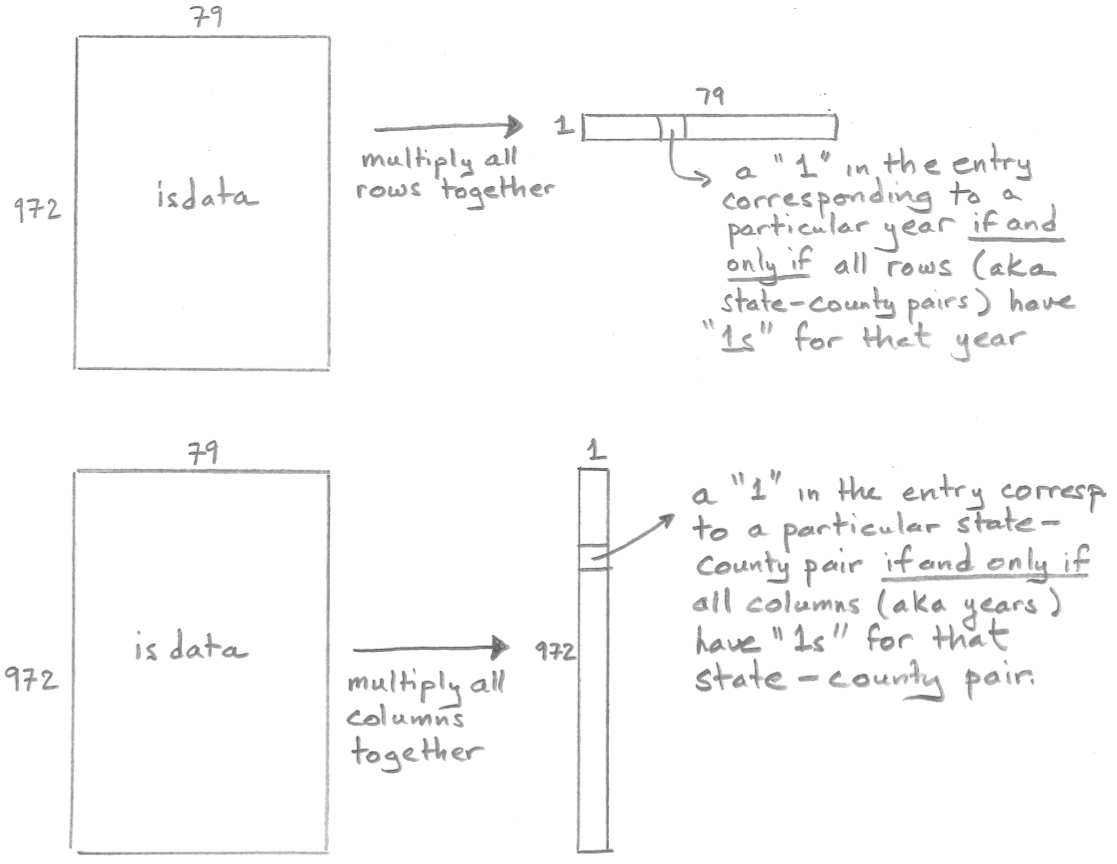 79
972
isdata
multiply all
rows together
79
1
a "1" in the entry
corresponding to a
particular year if and
only if all rows (aka
state-county pairs) have
"1s" for that year
79
972
isdata
multiply all
columns
together
1
972
a "1" in the entry corresp.
to a particular state-
county pair if and only if
all columns (aka years)
have "1s" for that
state-county pair.